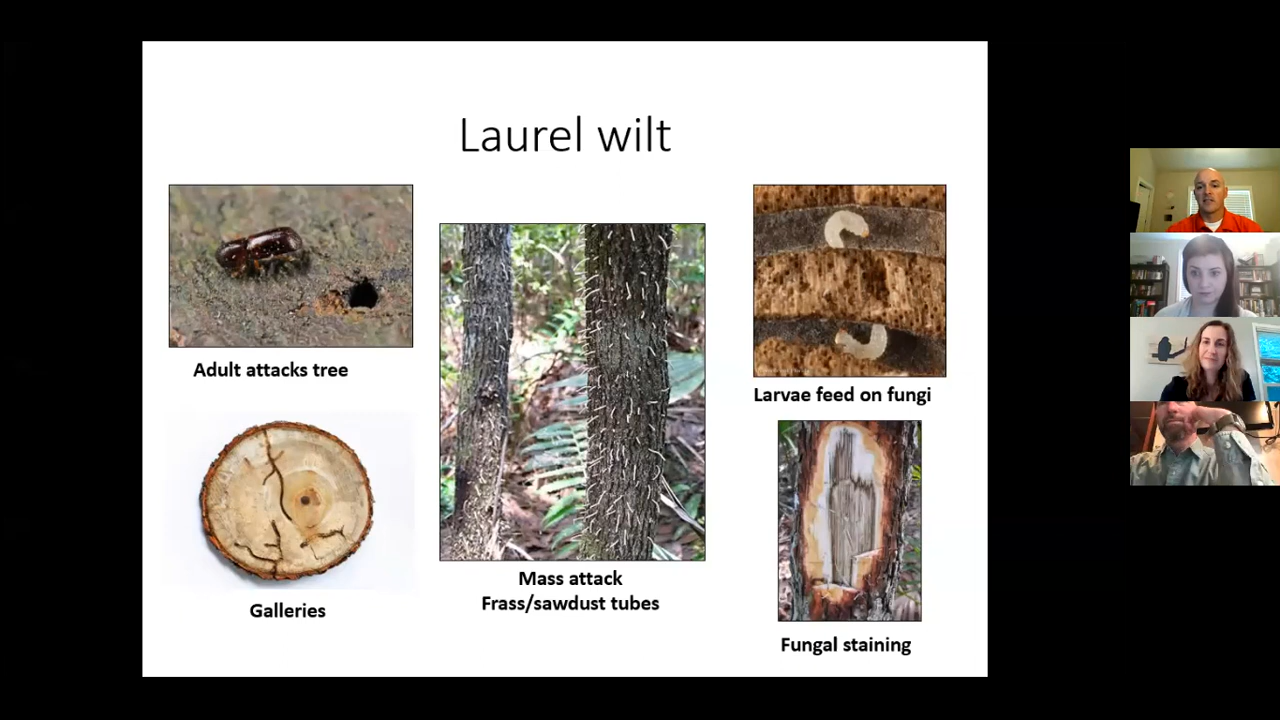 Laurel wilt
Adult attacks tree
Galleries
Mass attack
Frass/sawdust tubes
Larvae feed on fungi
Fungal staining